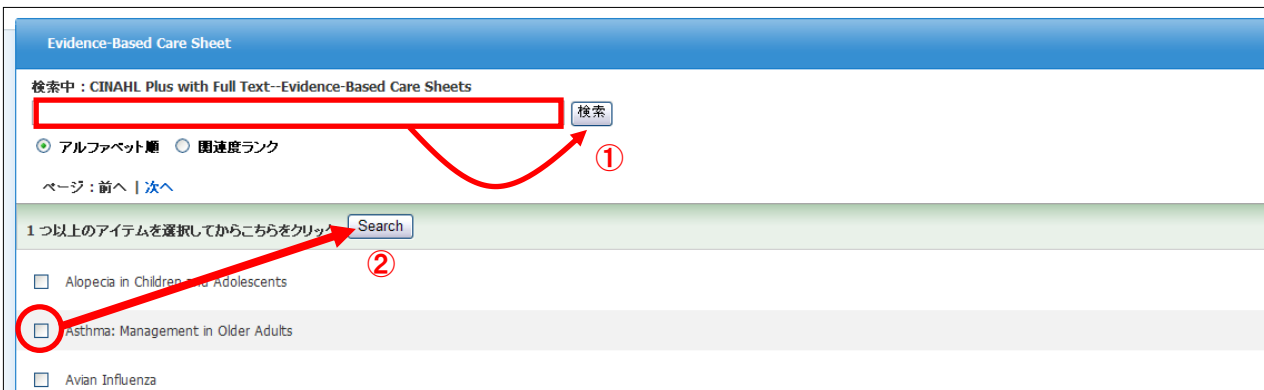 Evidence-Based Care Sheet
検索中：CINAHL Plus with Full Text--Evidence-Based Care Sheets
検索
①
アルファベット順 関連度ランク
ページ：前へ | 次へ
1 つ以上のアイテムを選択してからこちらをクリック Search
②
Alopecia in Children and Adolescents
Asthma: Management in Older Adults
Avian Influenza